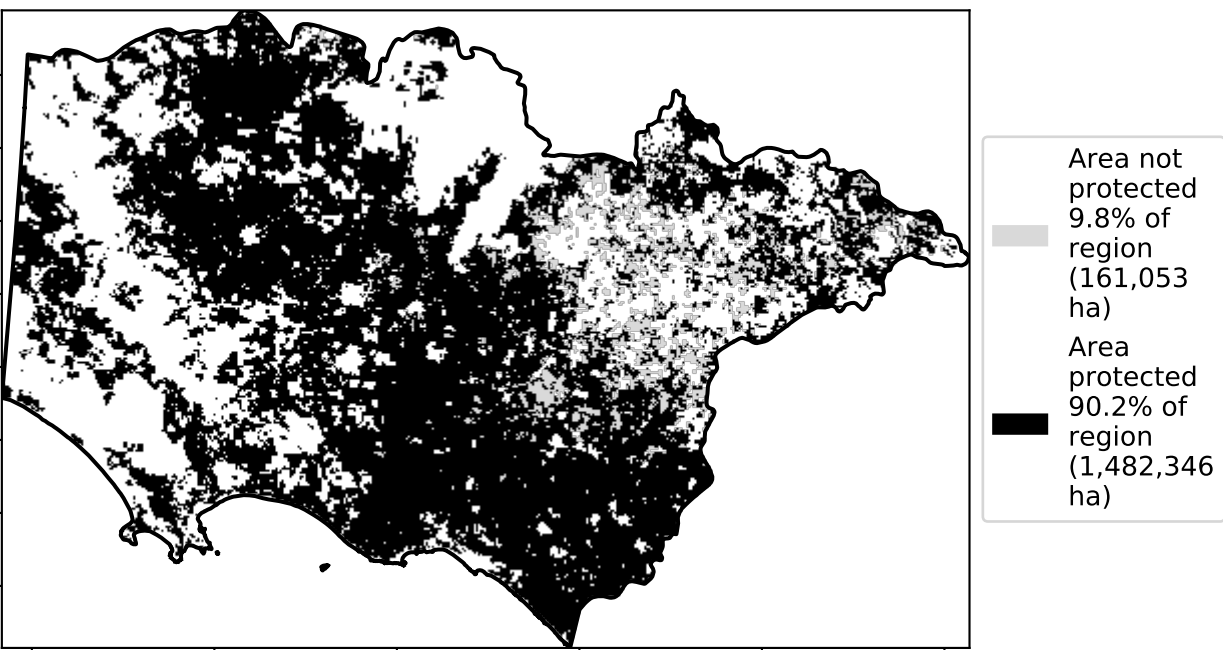 Area not
protected
9.8% of
region
(161,053
ha)
Area
protected
90.2% of
region
(1,482,346
ha)